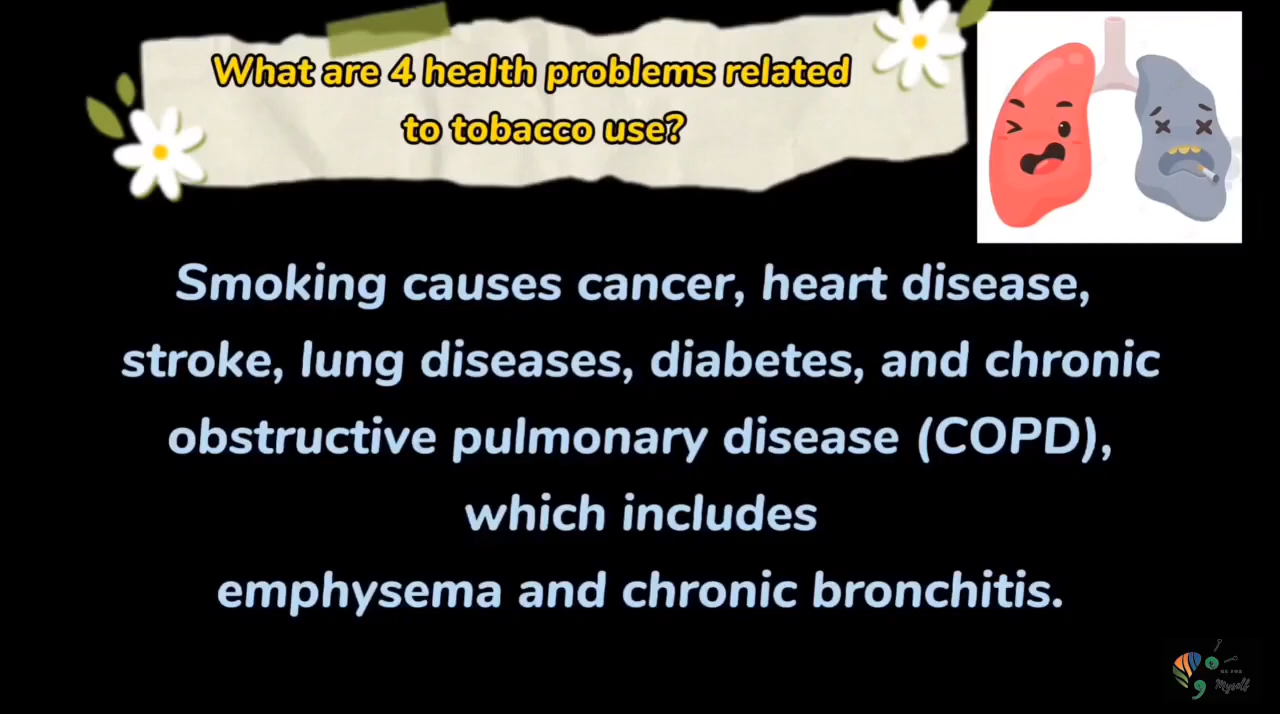 What are 4 health problems related
to tobacco use?
Smoking causes cancer, heart disease,
stroke, lung diseases, diabetes, and chronic
obstructive pulmonary disease (COPD),
which includes
emphysema and chronic bronchitis.
Myself